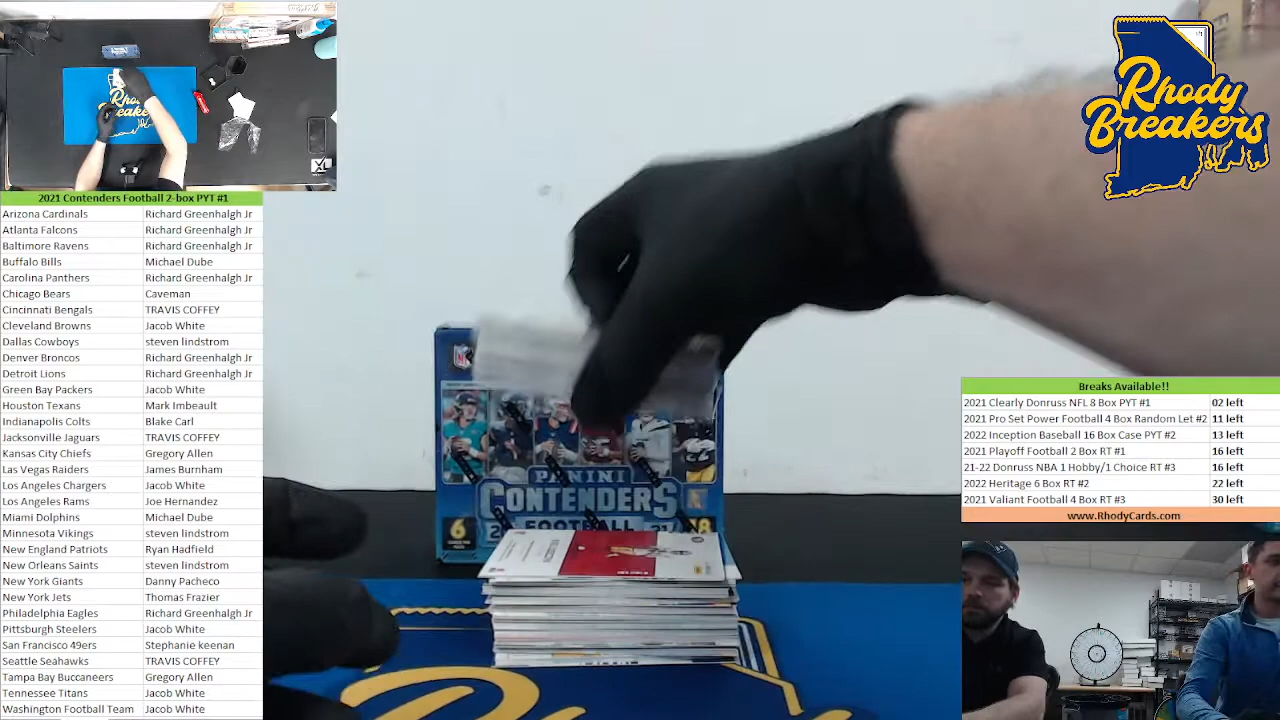 Rhody
Breakers
Rhody
Breakers
2021 Contenders Football 2-box PYT #1
Arizona Cardinals Richard Greenhalgh Jr
Atlanta Falcons Richard Greenhalgh Jr
Baltimore Ravens Richard Greenhalgh Jr
Buffalo Bills Michael Dube
Carolina Panthers Richard Greenhalgh Jr
Chicago Bears Caveman
Cincinnati Bengals TRAVIS COFFEY
Cleveland Browns Jacob White
Dallas Cowboys steven lindstrom
Denver Broncos Richard Greenhalgh Jr
Detroit Lions Richard Greenhalgh Jr
Green Bay Packers Jacob White
Houston Texans Mark Imbeault
Indianapolis Colts Blake Carl
Jacksonville Jaguars TRAVIS COFFEY
Kansas City Chiefs Gregory Allen
Las Vegas Raiders James Burnham
Los Angeles Chargers Jacob White
Los Angeles Rams Joe Hernandez
Miami Dolphins Michael Dube
Minnesota Vikings steven lindstrom
New England Patriots Ryan Hadfield
New Orleans Saints steven lindstrom
New York Giants Danny Pacheco
New York Jets Thomas Frazier
Philadelphia Eagles Richard Greenhalgh Jr
Pittsburgh Steelers Jacob White
San Francisco 49ers Stephanie keenan
Seattle Seahawks TRAVIS COFFEY
Tampa Bay Buccaneers Gregory Allen
Tennessee Titans Jacob White
Washington Football Team Jacob White
PANINI
CONTENDERS
FOOTBALL
6
Breaks Available!!
2021 Clearly Donruss NFL 8 Box PYT #1 02 left
2021 Pro Set Power Football 4 Box Random Let #2 11 left
2022 Inception Baseball 16 Box Case PYT #2 13 left
2021 Playoff Football 2 Box RT #1 16 left
21-22 Donruss NBA 1 Hobby/1 Choice RT #3 16 left
2022 Heritage 6 Box RT #2 22 left
2021 Valiant Football 4 Box RT #3 30 left
www.RhodyCards.com